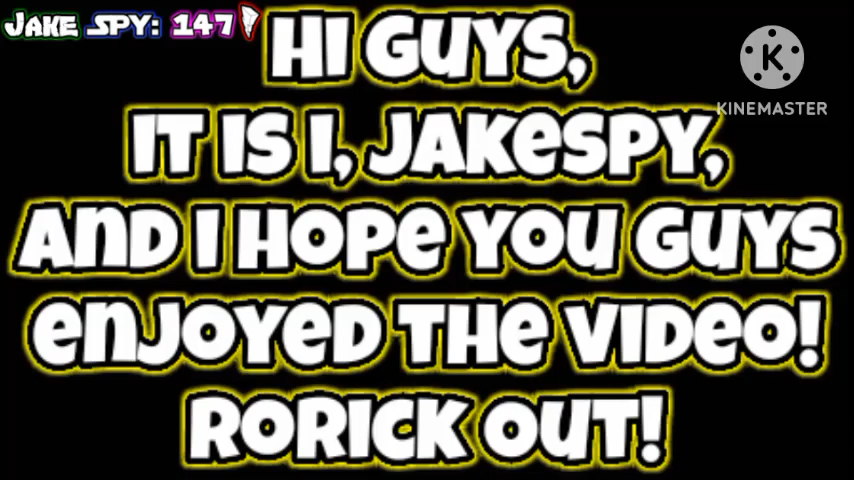 JAKE SPY: 147
K
KINEMASTER
HI GUYS,
IT IS I, JAKESPY,
AND I HOPE YOU GUYS
ENJOYED THE VIDEO!
RORICK OUT!